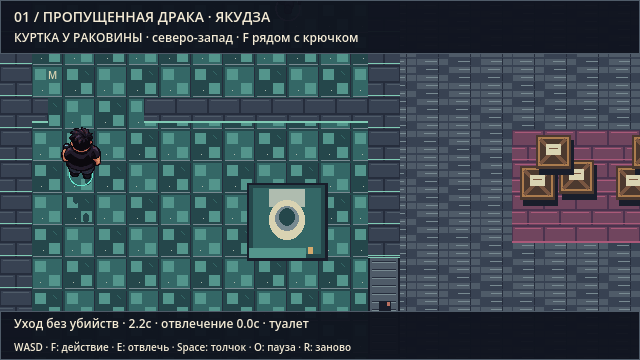 01 / ПРОПУЩЕННАЯ ДРАКА · ЯКУДЗА
КУРТКА У РАКОВИНЫ · северо-запад · F рядом с крючком
М
Уход без убийств · 2.2с · отвлечение 0.0с · туалет
WASD · F: действие · E: отвлечь · Space: толчок · O: пауза · R: заново